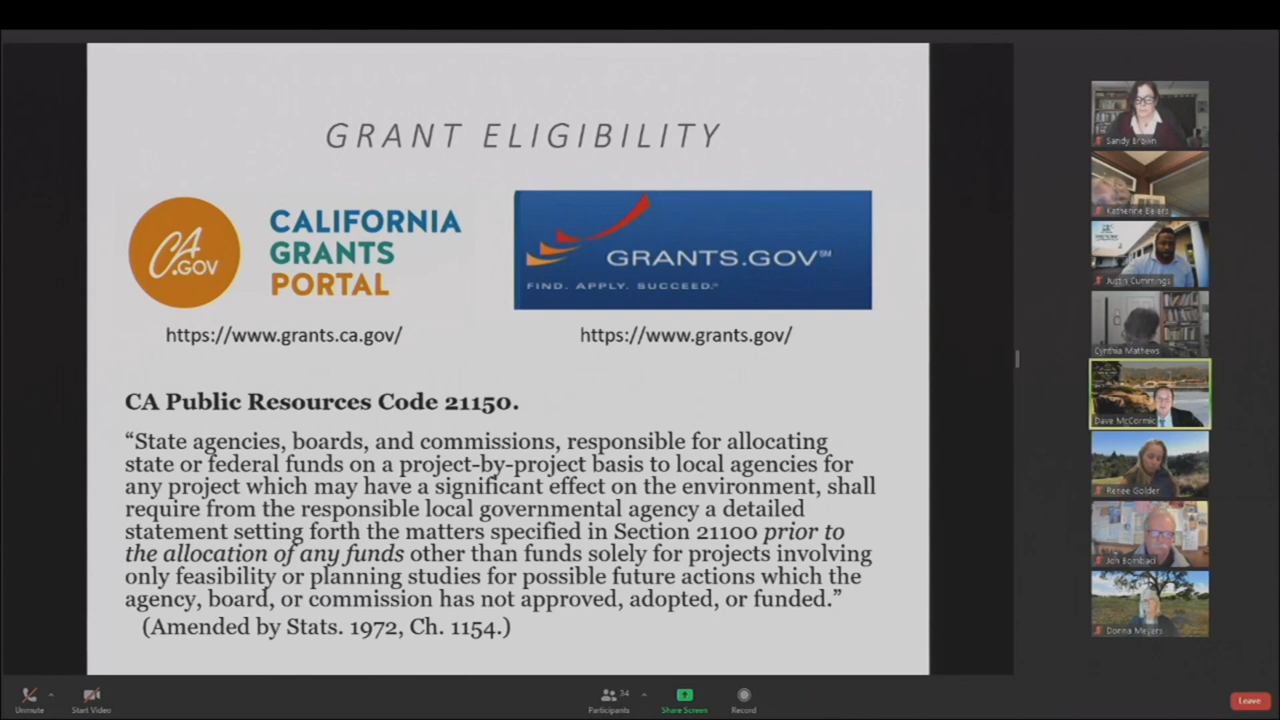 GRANT ELIGIBILITY
CA
.GOV
CALIFORNIA
GRANTS
PORTAL
GRANTS.GOV℠
FIND. APPLY. SUCCEED.℠
https://www.grants.ca.gov/
https://www.grants.gov/
CA Public Resources Code 21150.
“State agencies, boards, and commissions, responsible for allocating
state or federal funds on a project-by-project basis to local agencies for
any project which may have a significant effect on the environment, shall
require from the responsible local governmental agency a detailed
statement setting forth the matters specified in Section 21100 prior to
the allocation of any funds other than funds solely for projects involving
only feasibility or planning studies for possible future actions which the
agency, board, or commission has not approved, adopted, or funded.”
(Amended by Stats. 1972, Ch. 1154.)
Sandy Brown
Katherine Beiers
Justin Cummings
Cynthia Mathews
Dave McCormic
Renee Golder
Jon Bombaci
Donna Meyers
Unmute
Start Video
34
Participants
Share Screen
Record
Leave